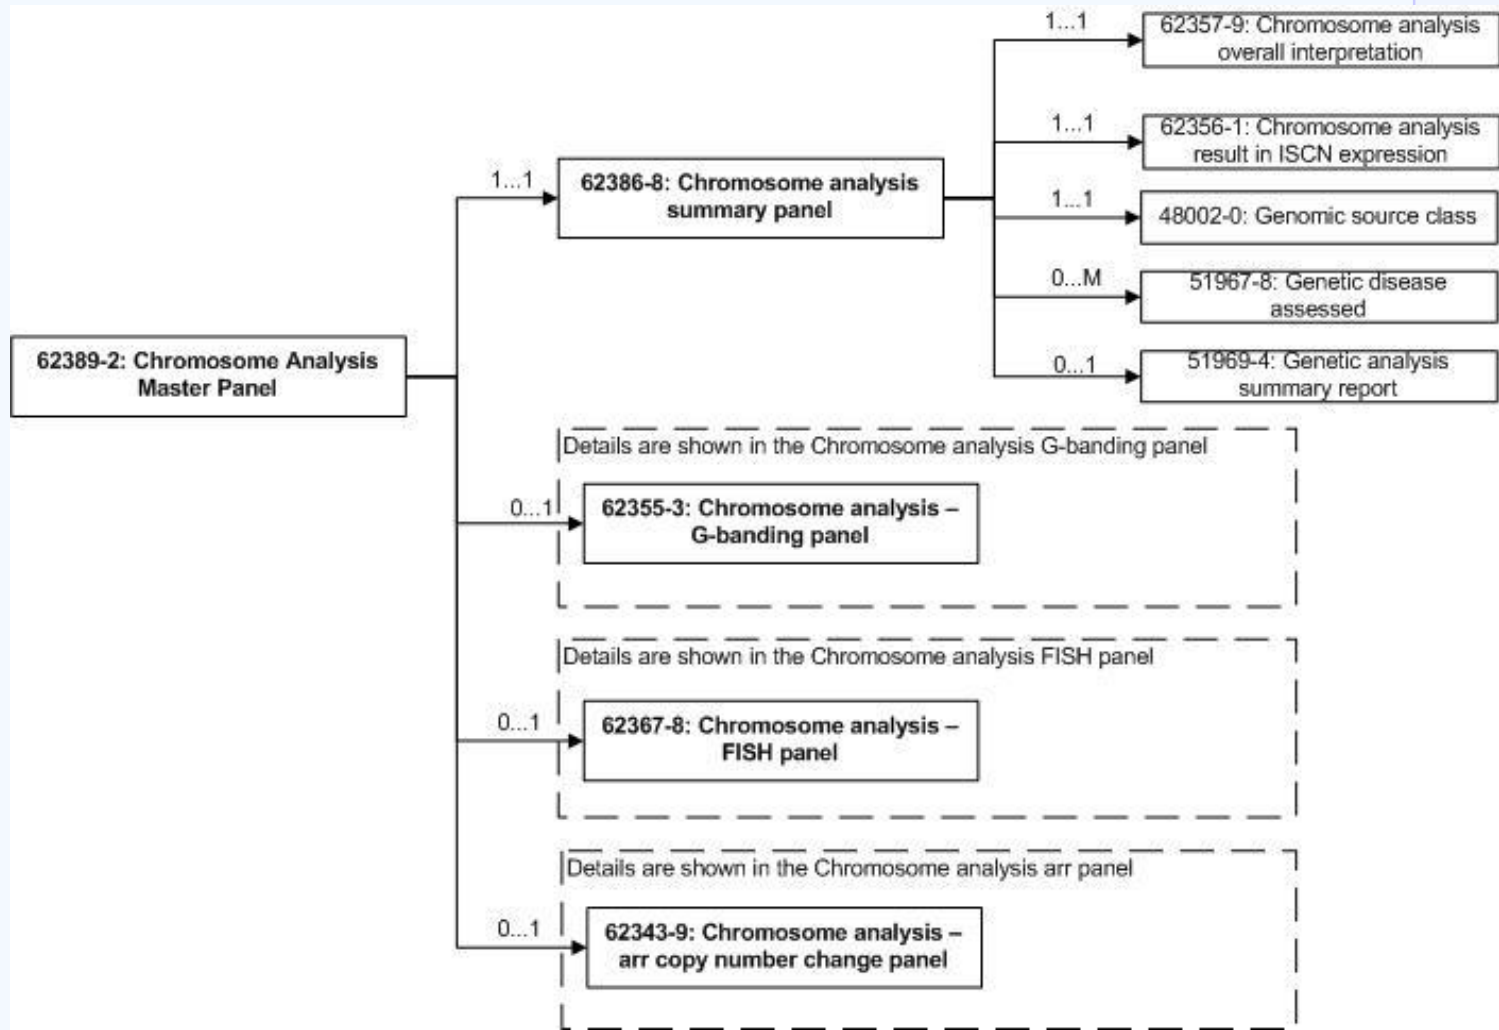 1...1
62357-9: Chromosome analysis
overall interpretation
1...1
62356-1: Chromosome analysis
result in ISCN expression
1...1
62386-8: Chromosome analysis
summary panel
1...1
48002-0: Genomic source class
0...M
51967-8: Genetic disease
assessed
0...1
51969-4: Genetic analysis
summary report
62389-2: Chromosome Analysis
Master Panel
Details are shown in the Chromosome analysis G-banding panel
0...1
62355-3: Chromosome analysis –
G-banding panel
Details are shown in the Chromosome analysis FISH panel
0...1
62367-8: Chromosome analysis –
FISH panel
Details are shown in the Chromosome analysis arr panel
0...1
62343-9: Chromosome analysis –
arr copy number change panel